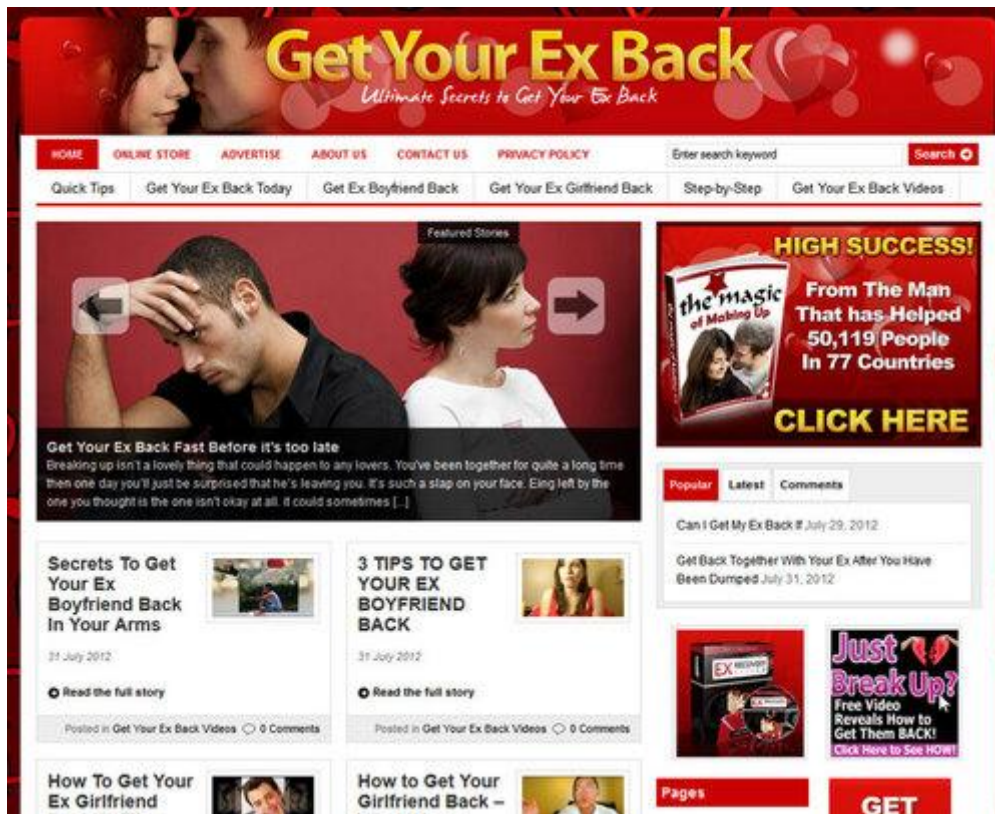 Get Your Ex Back
Ultimate Secrets to Get Your Ex Back
HOME ONLINE STORE ADVERTISE ABOUT US CONTACT US PRIVACY POLICY
Enter search keyword Search
Quick Tips Get Your Ex Back Today Get Ex Boyfriend Back Get Your Ex Girlfriend Back Step-by-Step Get Your Ex Back Videos
Featured Stories
Get Your Ex Back Fast Before it's too late
Breaking up isn't a lovely thing that could happen to any lovers. You've been together for quite a long time
then one day you'll just be surprised that he's leaving you. It's such a slap on your face. Eing left by the
one you thought is the one isn't okay at all. it could sometimes [...]
HIGH SUCCESS!
the magic
of Making Up
From The Man
That has Helped
50,119 People
In 77 Countries
CLICK HERE
Popular Latest Comments
Can I Get My Ex Back If July 29, 2012
Get Back Together With Your Ex After You Have
Been Dumped July 31, 2012
Secrets To Get
Your Ex
Boyfriend Back
In Your Arms
31 July 2012
Read the full story
Posted in Get Your Ex Back Videos 0 Comments
3 TIPS TO GET
YOUR EX
BOYFRIEND
BACK
31 July 2012
Read the full story
Posted in Get Your Ex Back Videos 0 Comments
EX RECOVERY
Just
Break Up?
Free Video
Reveals How to
Get Them BACK!
Click Here to See HOW!
How To Get Your
Ex Girlfriend
How to Get Your
Girlfriend Back –
Pages
GET